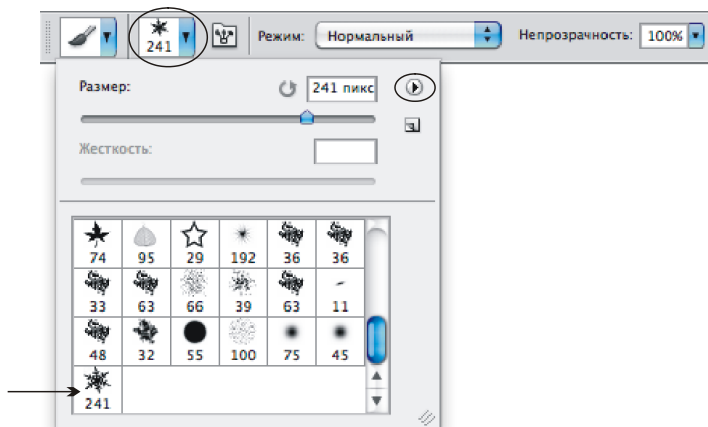 241 Режим: Нормальный Непрозрачность: 100%
Размер: 241 пикс
Жесткость:
74 95 29 192 36 36
33 63 66 39 63 11
48 32 55 100 75 45
241